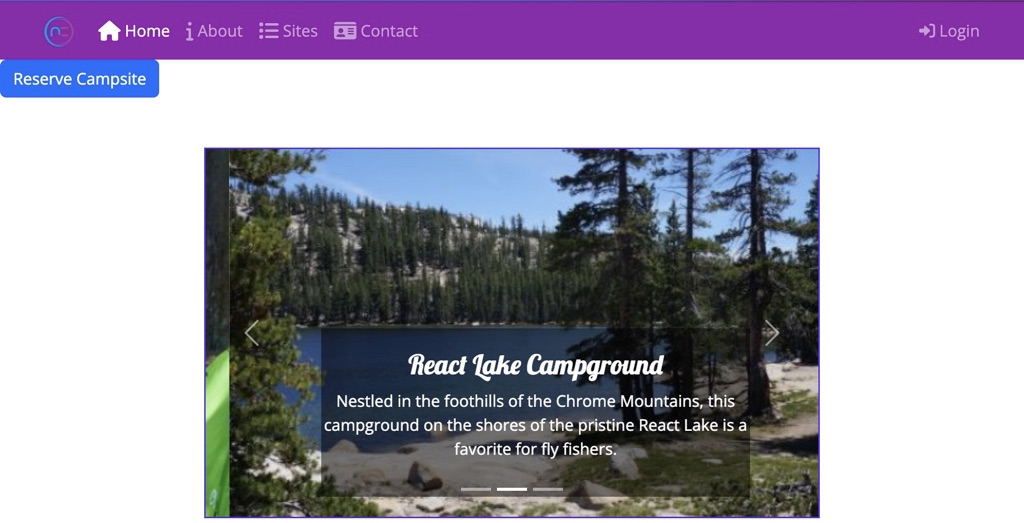 Home About Sites Contact Login
Reserve Campsite
React Lake Campground
Nestled in the foothills of the Chrome Mountains, this
campground on the shores of the pristine React Lake is a
favorite for fly fishers.